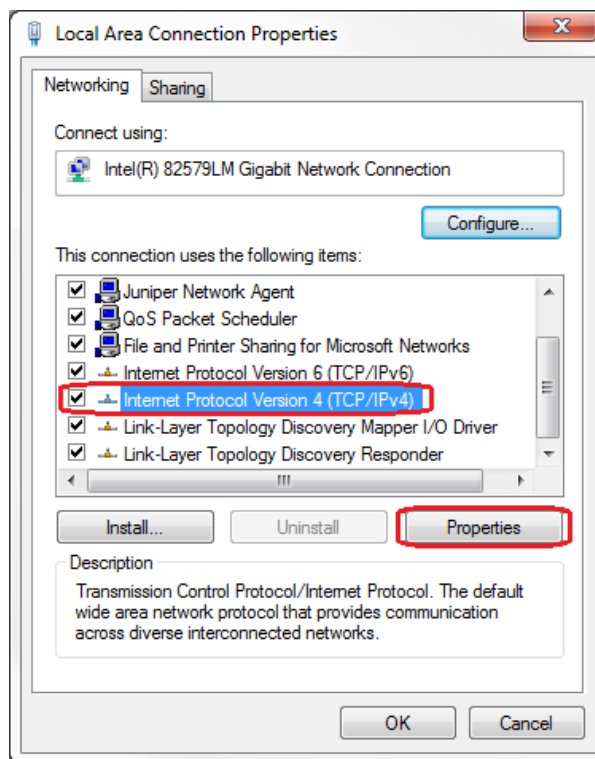 Local Area Connection Properties
Networking
Sharing
Connect using:
Intel(R) 82579LM Gigabit Network Connection
Configure...
This connection uses the following items:
Juniper Network Agent
QoS Packet Scheduler
File and Printer Sharing for Microsoft Networks
Internet Protocol Version 6 (TCP/IPv6)
Internet Protocol Version 4 (TCP/IPv4)
Link-Layer Topology Discovery Mapper I/O Driver
Link-Layer Topology Discovery Responder
Install...
Uninstall
Properties
Description
Transmission Control Protocol/Internet Protocol. The default
wide area network protocol that provides communication
across diverse interconnected networks.
OK
Cancel